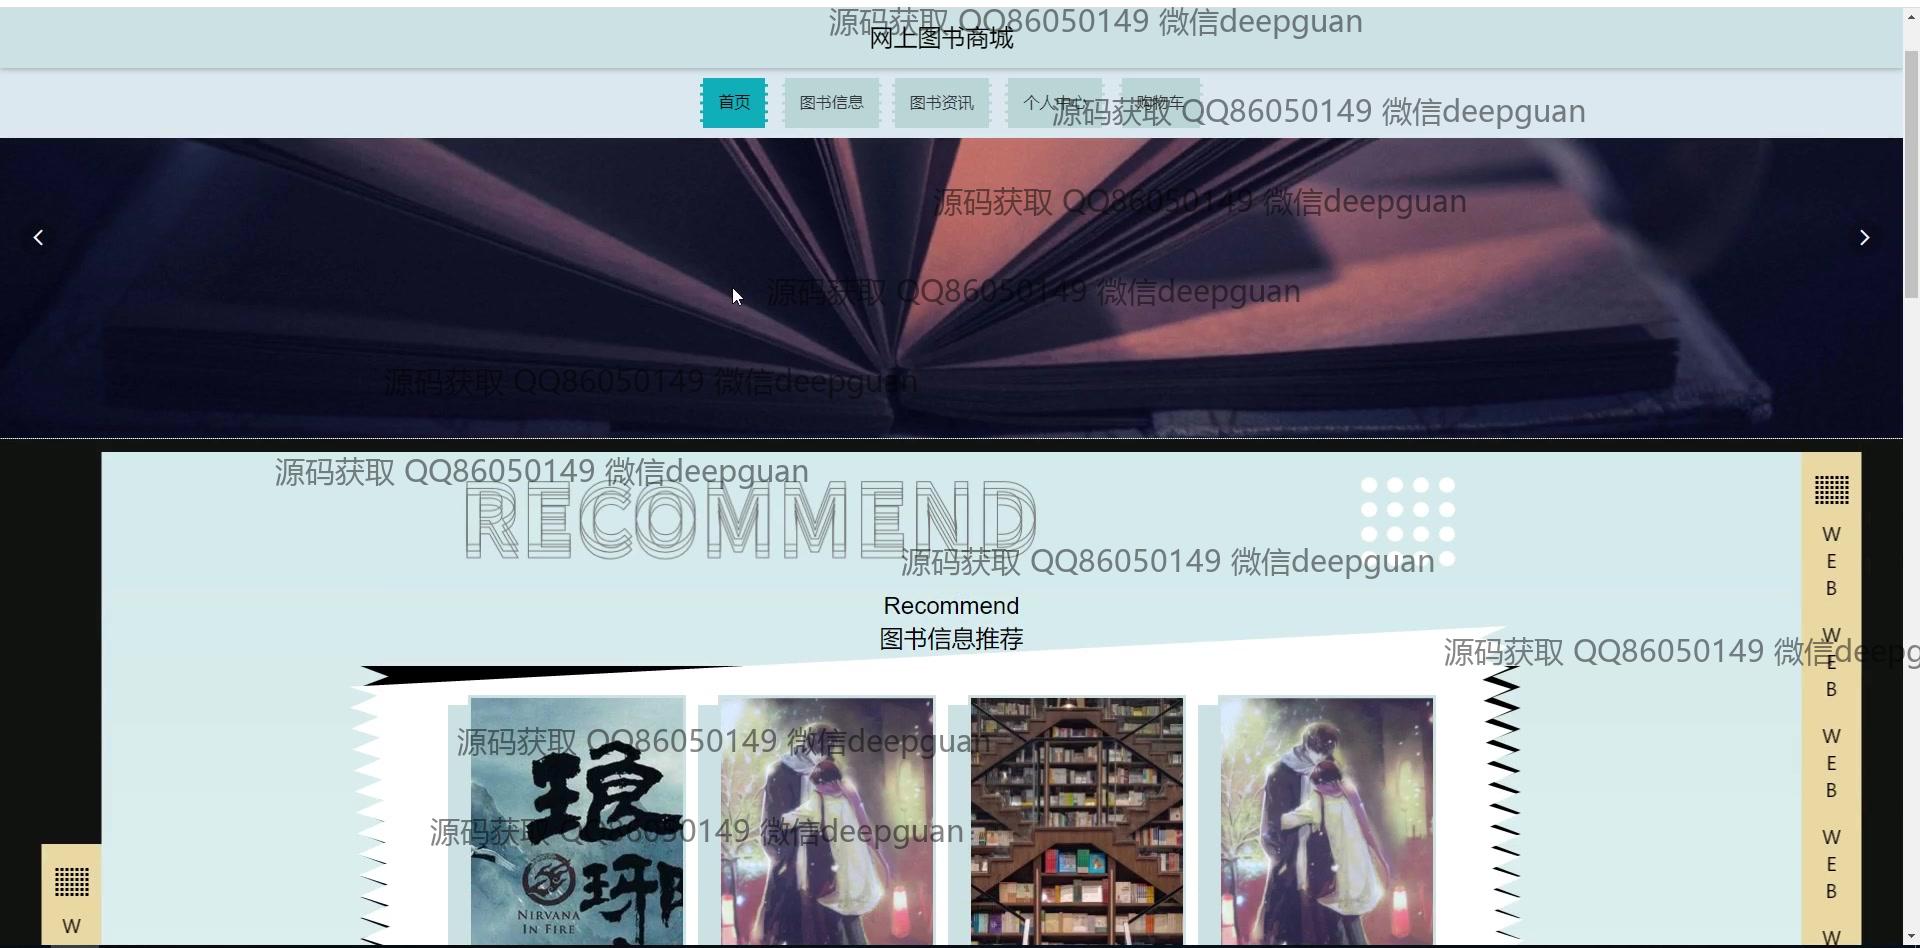 源码获取 QQ86050149 微信deepguan
网上图书商城
首页 图书信息 图书资讯 个人中心 购物车
源码获取 QQ86050149 微信deepguan
源码获取 QQ86050149 微信deepguan
源码获取 QQ86050149 微信deepguan
源码获取 QQ86050149 微信deepguan
源码获取 QQ86050149 微信deepguan
RECOMMEND
源码获取 QQ86050149 微信deepguan
Recommend
图书信息推荐
源码获取 QQ86050149 微信deepg
源码获取 QQ86050149 微信deepguan
源码获取 QQ86050149 微信deepguan
琅
琊
NIRVANA
IN FIRE
W
E
B
W
E
B
W
E
B
W
E
B
W
W